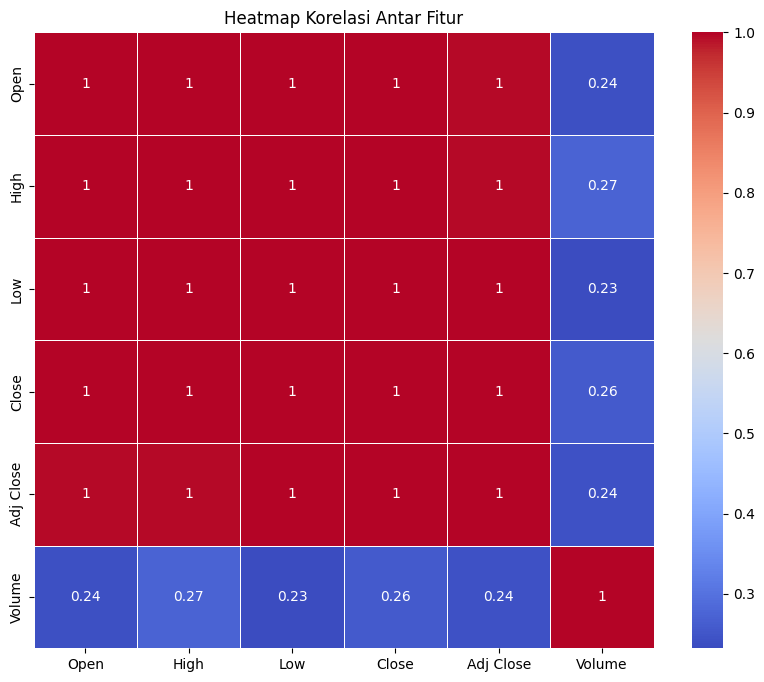 Heatmap Korelasi Antar Fitur
Open 1 1 1 1 1 0.24
High 1 1 1 1 1 0.27
Low 1 1 1 1 1 0.23
Close 1 1 1 1 1 0.26
Adj Close 1 1 1 1 1 0.24
Volume 0.24 0.27 0.23 0.26 0.24 1
Open High Low Close Adj Close Volume
1.0
0.9
0.8
0.7
0.6
0.5
0.4
0.3